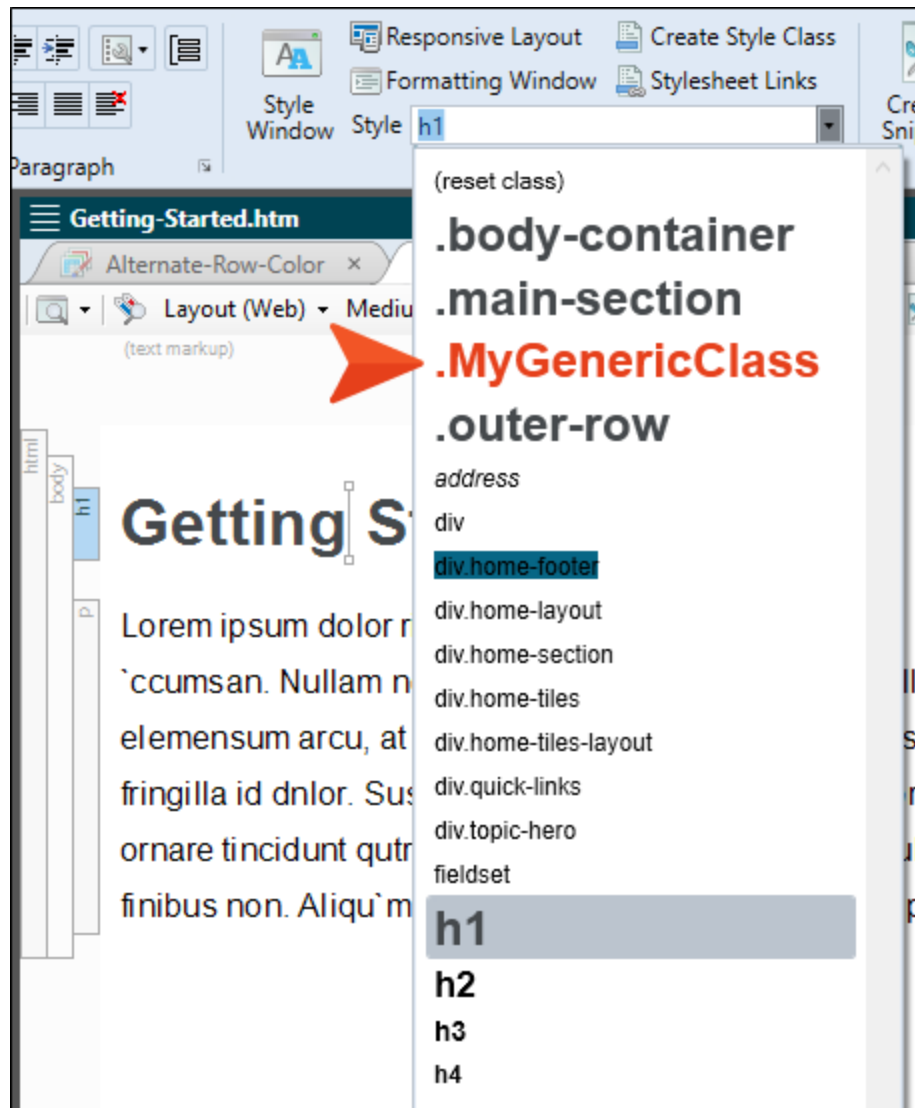 Responsive Layout Create Style Class
Formatting Window Stylesheet Links
Style
Window
Style h1
Paragraph
Getting-Started.htm
Alternate-Row-Color ×
Layout (Web)
(text markup)
html
body
h1
p
Getting
Lorem ipsum dolor
`ccumsan. Nullam
elemensum arcu, at
fringilla id dnlor.
ornare tincidunt
finibus non. Aliqu`m
(reset class)
.body-container
.main-section
.MyGenericClass
.outer-row
address
div
div.home-footer
div.home-layout
div.home-section
div.home-tiles
div.home-tiles-layout
div.quick-links
div.topic-hero
fieldset
h1
h2
h3
h4